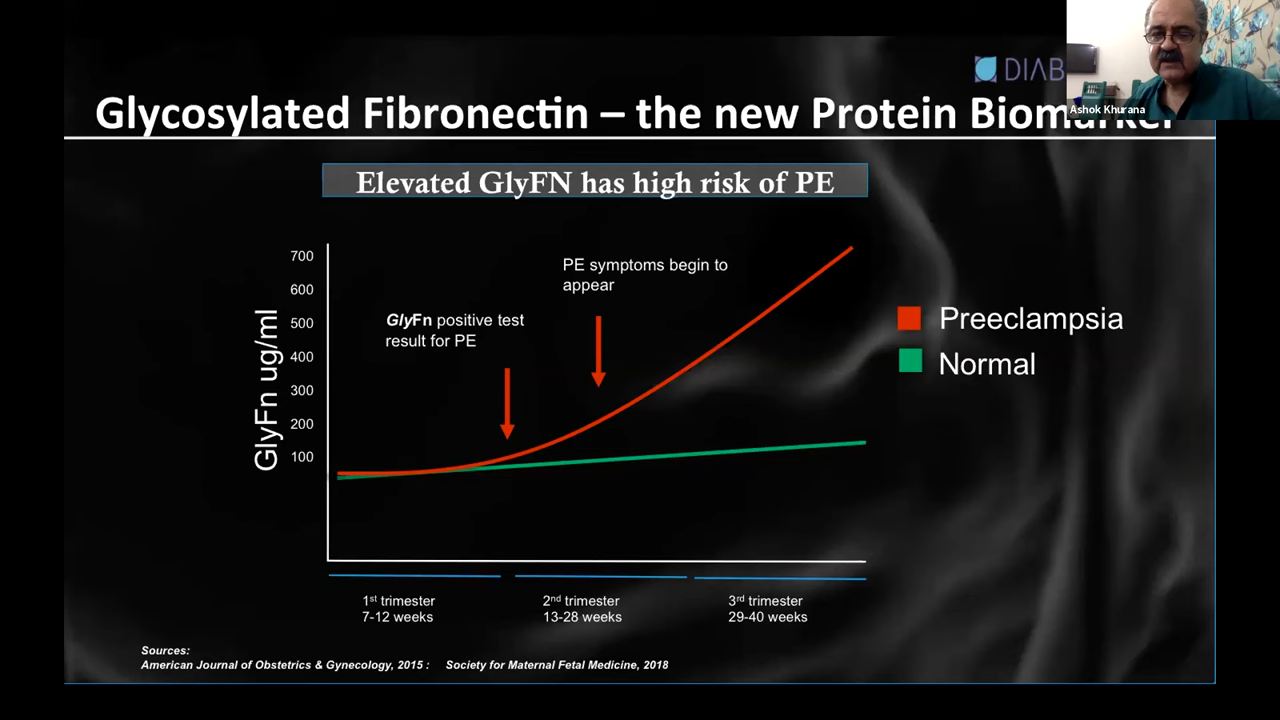 DIAB
Ashok Khurana
Glycosylated Fibronectin – the new Protein Biomarker
Elevated GlyFN has high risk of PE
700
600
500
400
300
200
100
GlyFn ug/ml
PE symptoms begin to
appear
GlyFn positive test
result for PE
Preeclampsia
Normal
1st trimester
7-12 weeks
2nd trimester
13-28 weeks
3rd trimester
29-40 weeks
Sources:
American Journal of Obstetrics & Gynecology, 2015 : Society for Maternal Fetal Medicine, 2018